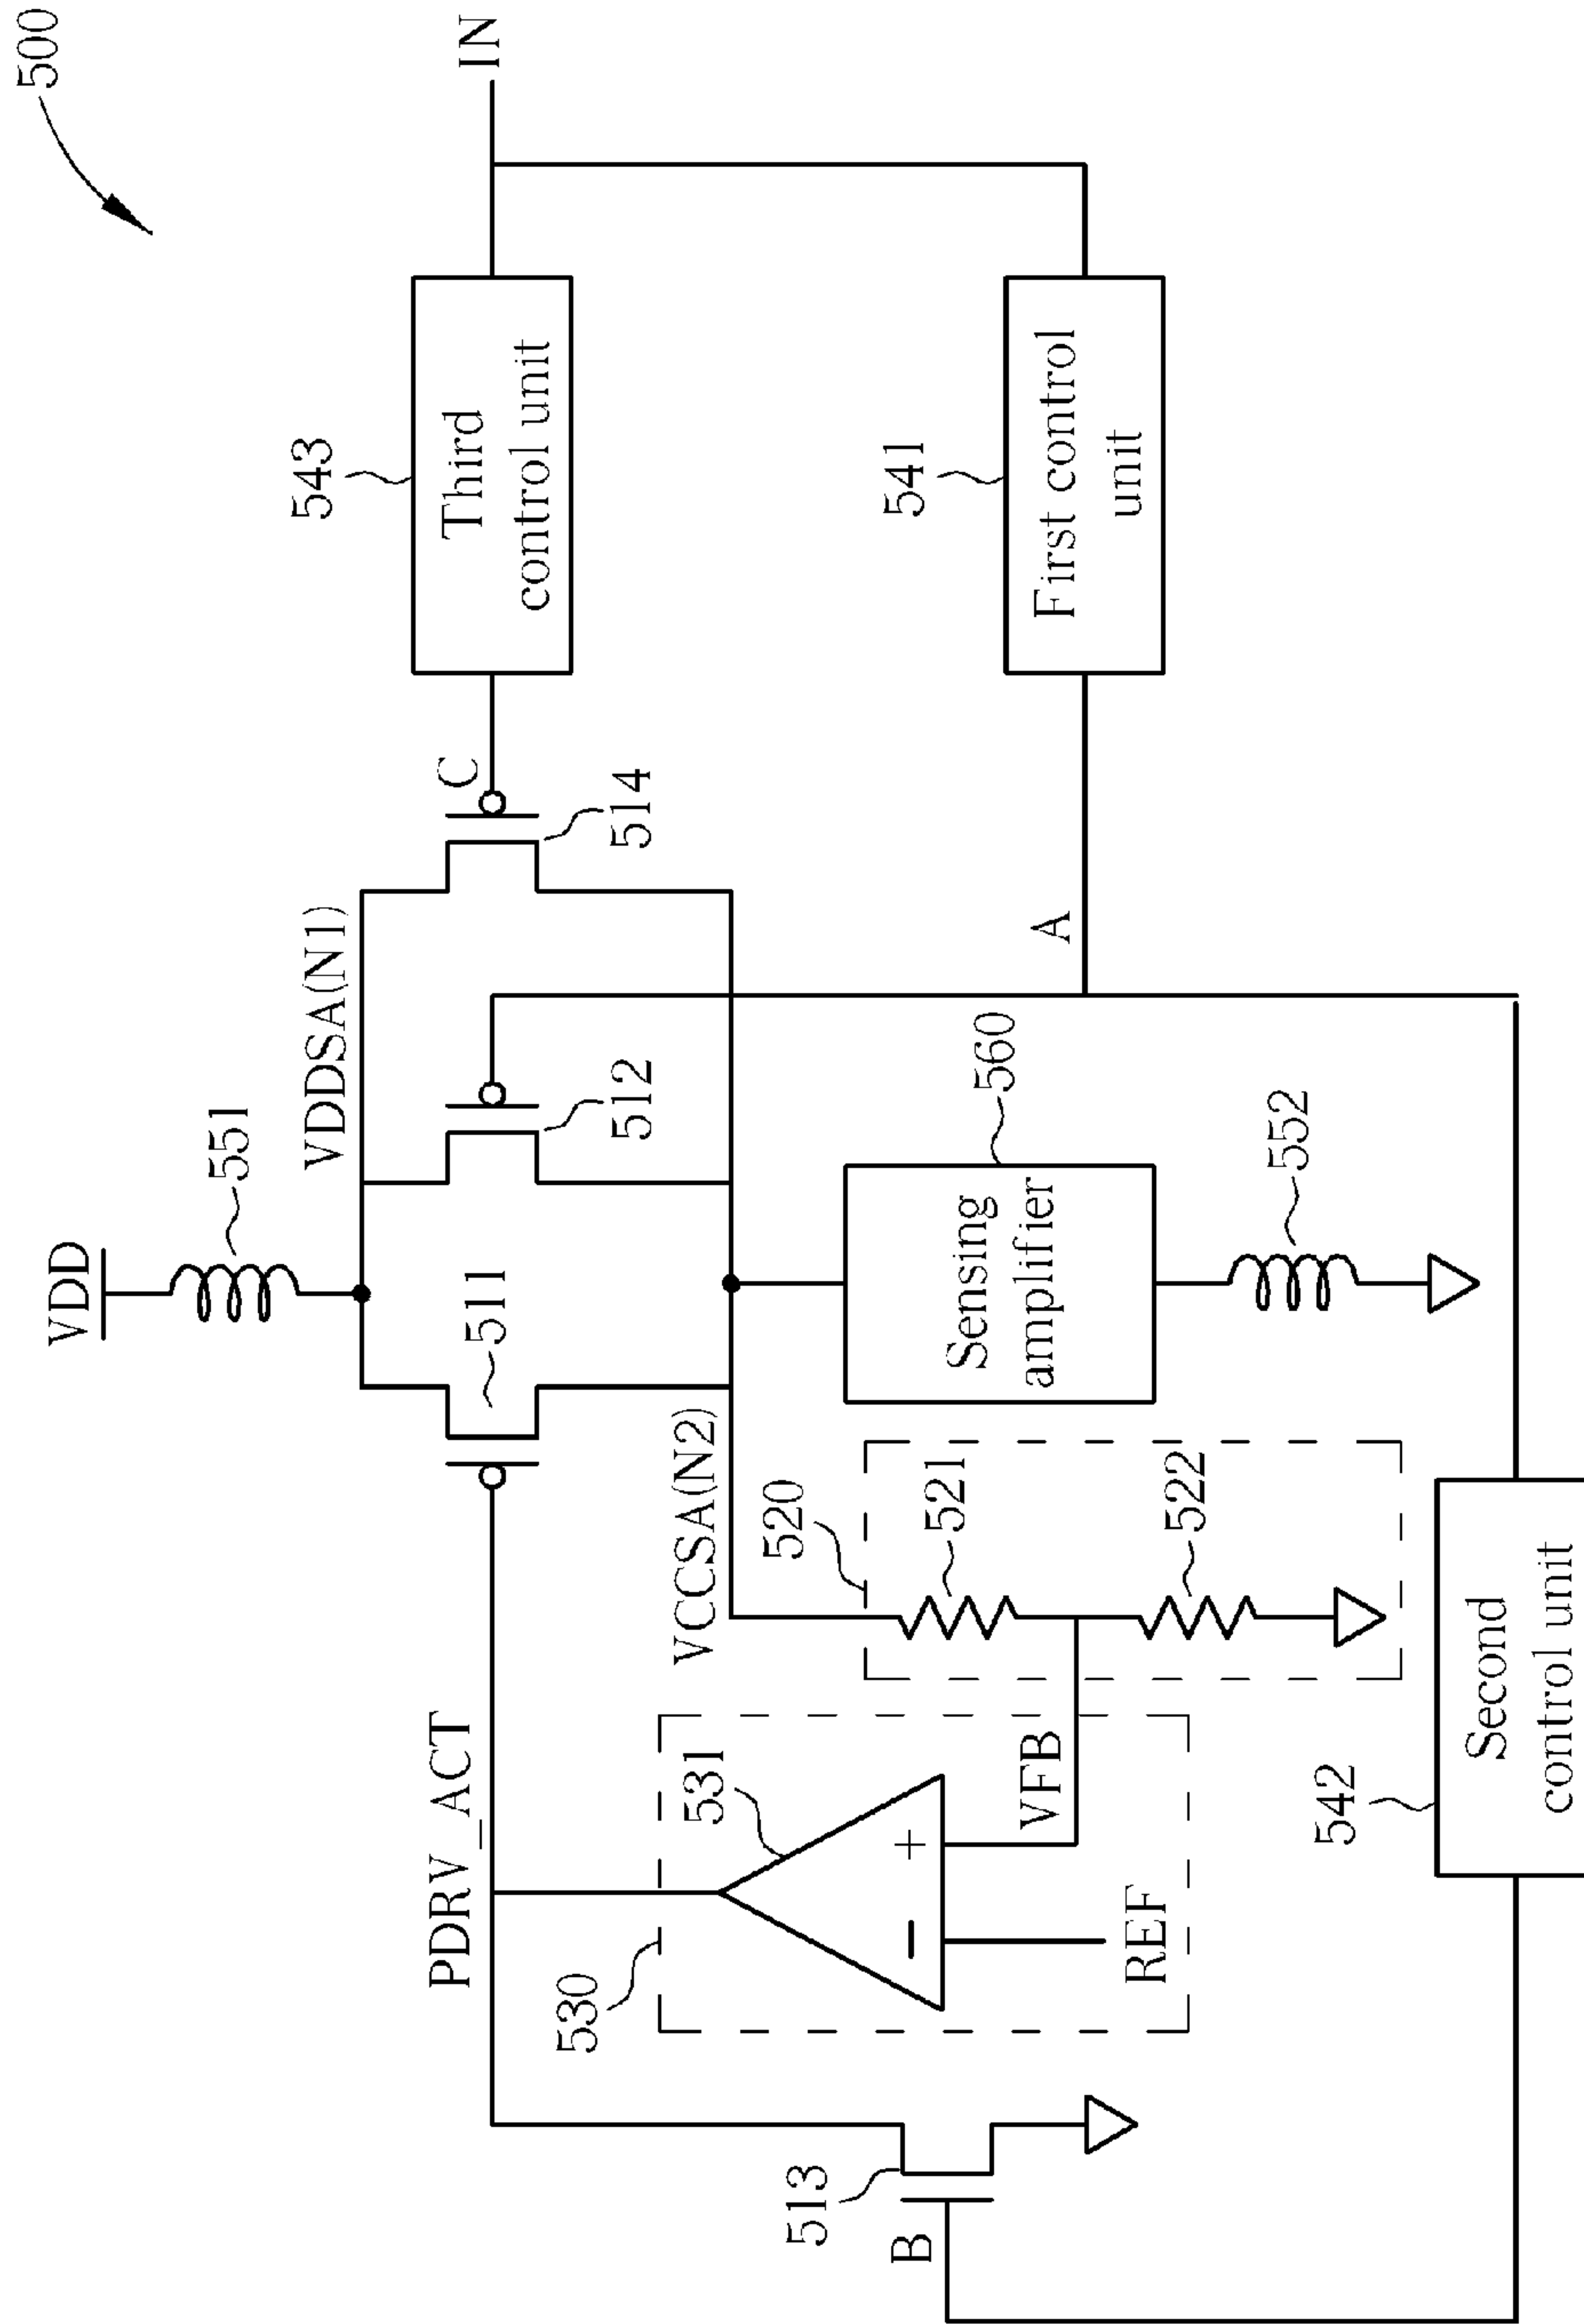 500
VDD
551
VDDSA(N1)
IN
543
Third
control unit
C
514
512
511
PDRV_ACT
VCCSA(N2)
530
531
+
−
VFB
REF
520
521
522
560
Sensing
amplifier
552
A
541
First control
unit
513
B
542
Second
control unit